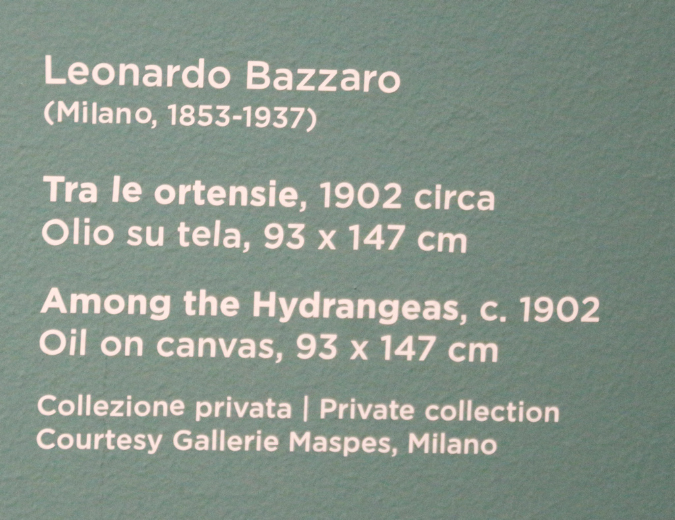 Leonardo Bazzaro
(Milano, 1853-1937)
Tra le ortensie, 1902 circa
Olio su tela, 93 x 147 cm
Among the Hydrangeas, c. 1902
Oil on canvas, 93 x 147 cm
Collezione privata | Private collection
Courtesy Gallerie Maspes, Milano